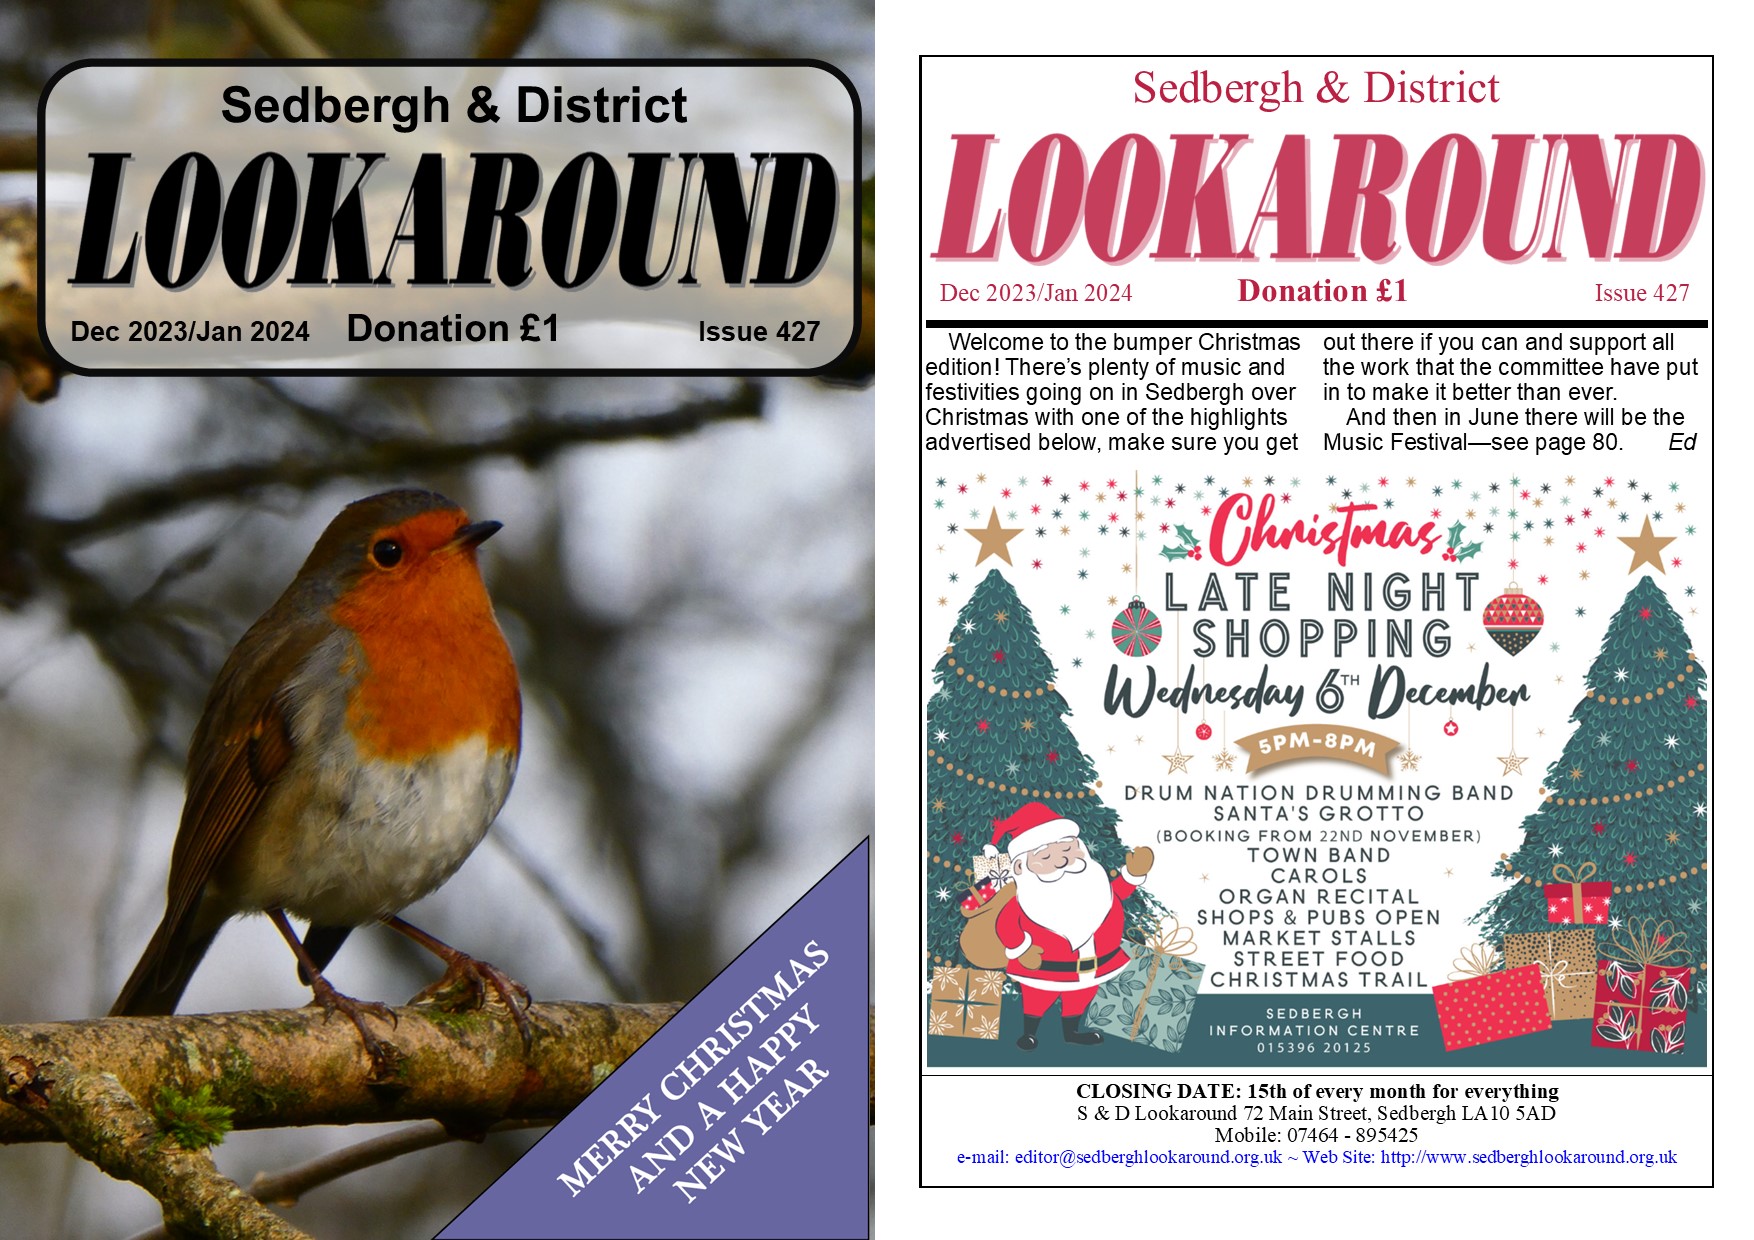 Sedbergh & District
LOOKAROUND
Dec 2023/Jan 2024 Donation £1 Issue 427
MERRY CHRISTMAS
AND A HAPPY
NEW YEAR
Sedbergh & District
LOOKAROUND
Dec 2023/Jan 2024 Donation £1 Issue 427
Welcome to the bumper Christmas
edition! There’s plenty of music and
festivities going on in Sedbergh over
Christmas with one of the highlights
advertised below, make sure you get
out there if you can and support all
the work that the committee have put
in to make it better than ever.
And then in June there will be the
Music Festival—see page 80. Ed
Christmas
LATE NIGHT
SHOPPING
Wednesday 6TH December
5PM-8PM
DRUM NATION DRUMMING BAND
SANTA'S GROTTO
(BOOKING FROM 22ND NOVEMBER)
TOWN BAND
CAROLS
ORGAN RECITAL
SHOPS & PUBS OPEN
MARKET STALLS
STREET FOOD
CHRISTMAS TRAIL
SEDBERGH
INFORMATION CENTRE
015396 20125
CLOSING DATE: 15th of every month for everything
S & D Lookaround 72 Main Street, Sedbergh LA10 5AD
Mobile: 07464 - 895425
e-mail: editor@sedberghlookaround.org.uk ~ Web Site: http://www.sedberghlookaround.org.uk